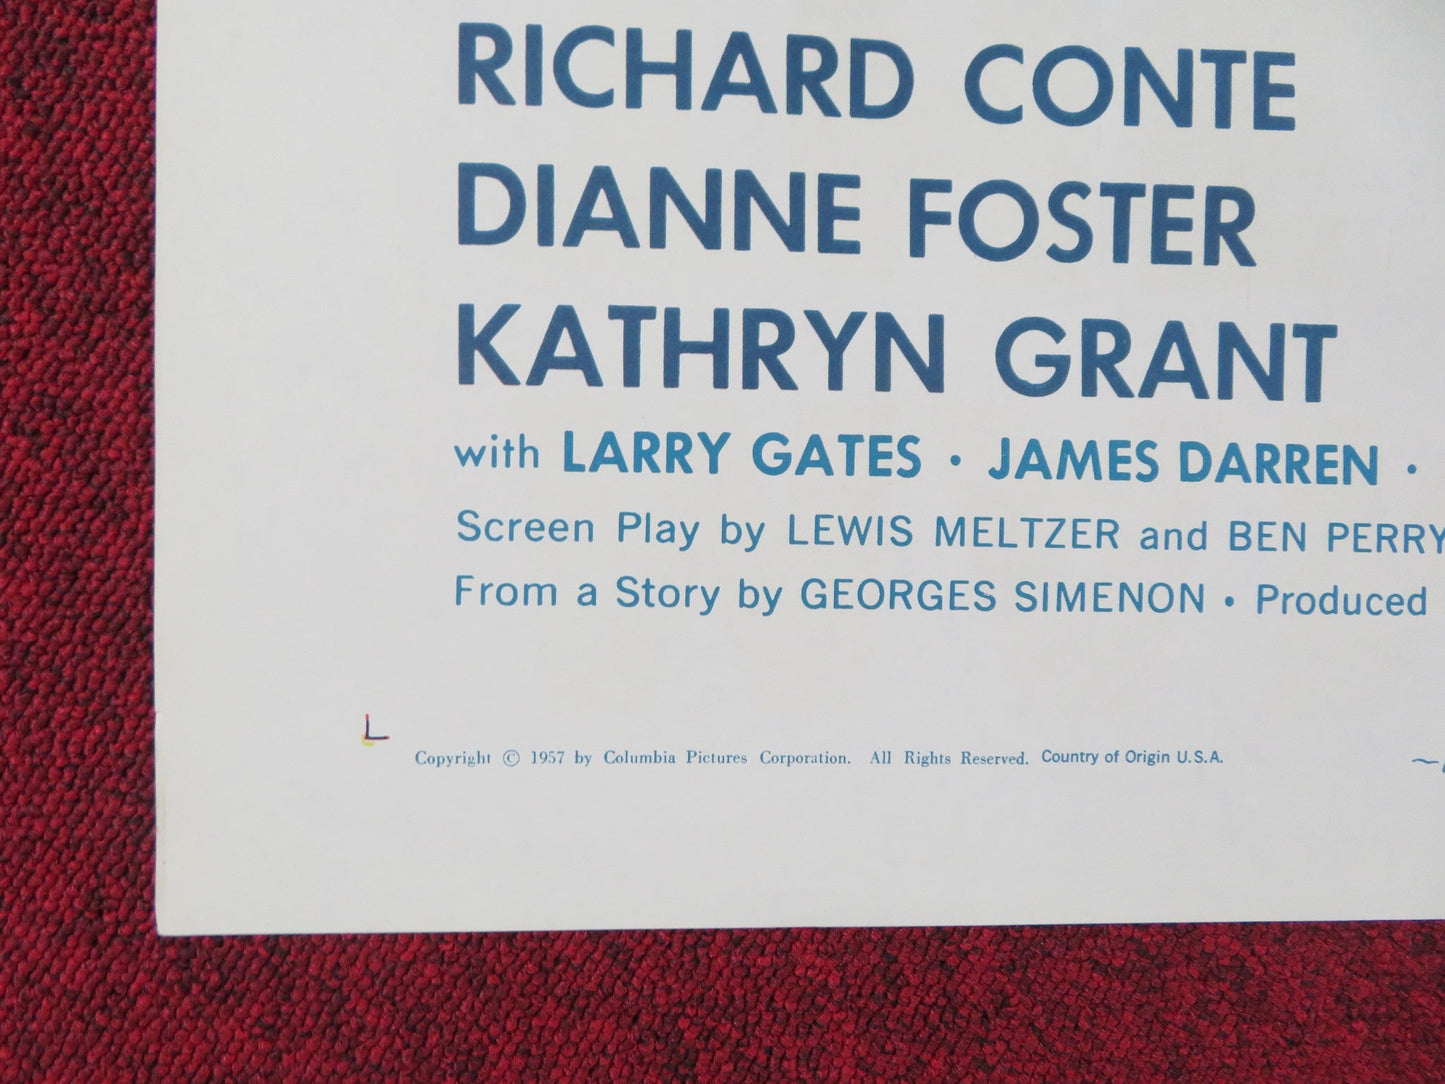 RICHARD CONTE
DIANNE FOSTER
KATHRYN GRANT
with LARRY GATES · JAMES DARREN ·
Screen Play by LEWIS MELTZER and BEN PERRY
From a Story by GEORGES SIMENON · Produced
Copyright © 1957 by Columbia Pictures Corporation. All Rights Reserved. Country of Origin U.S.A.